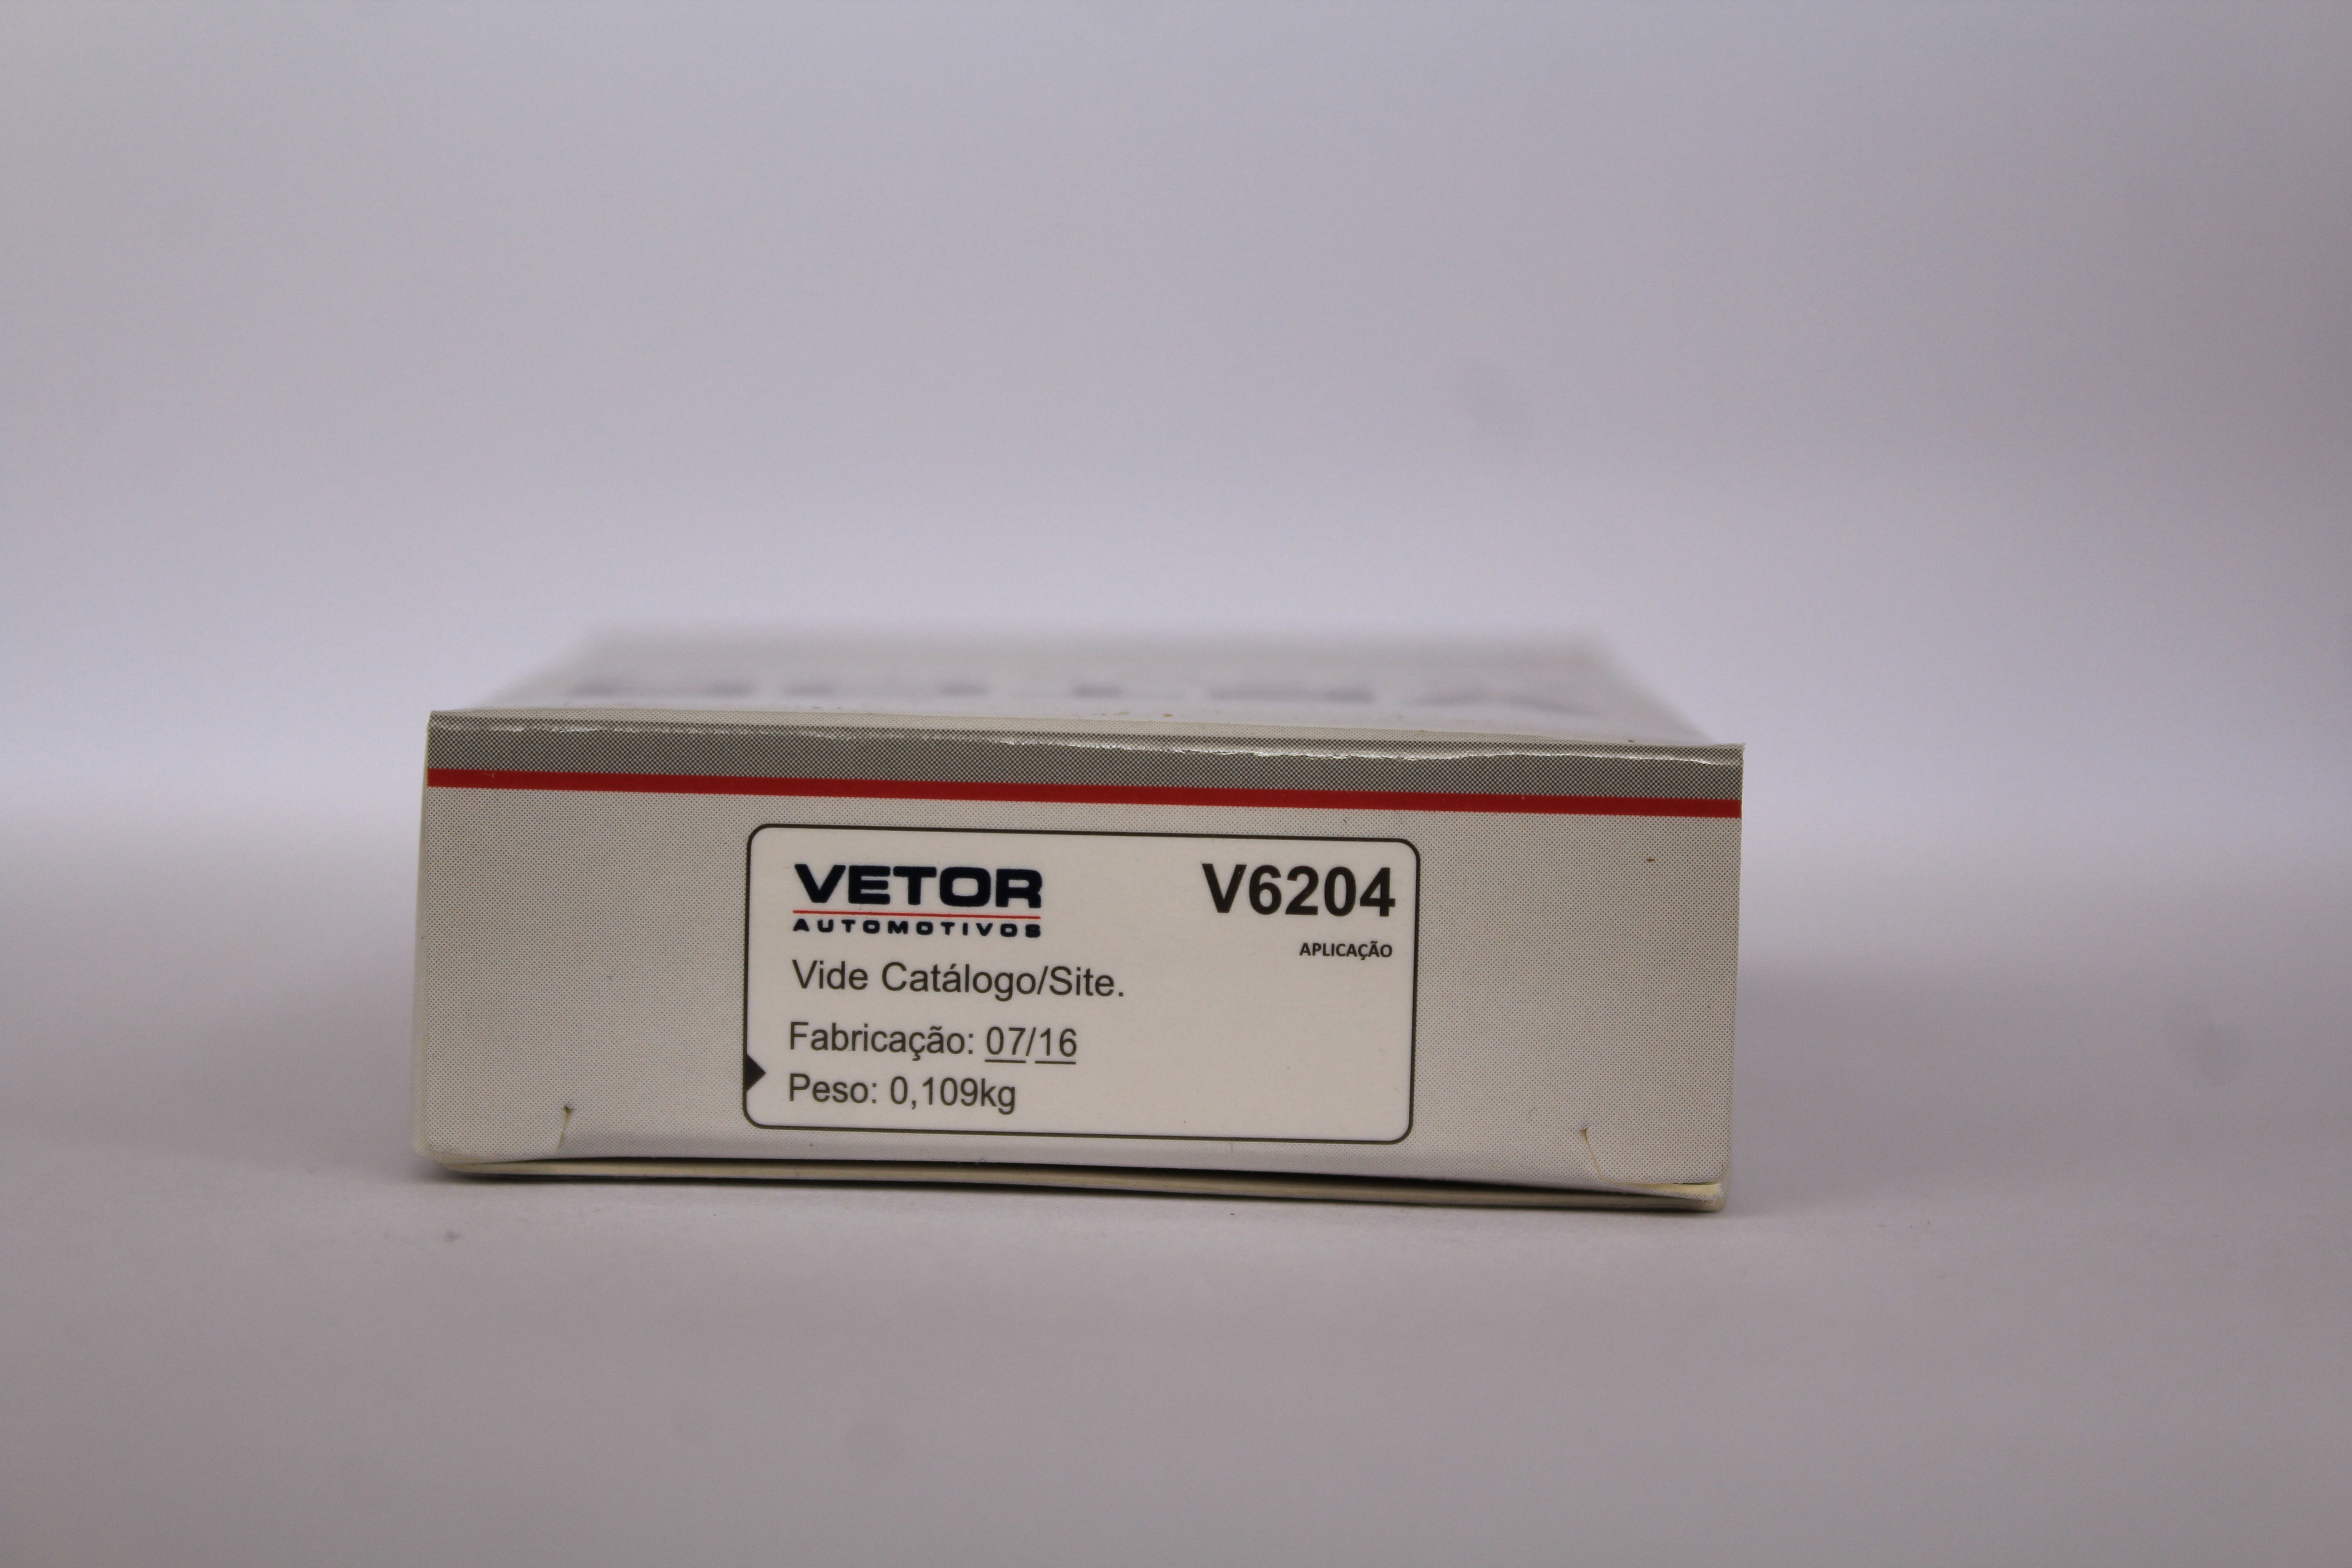 VETOR
AUTOMOTIVOS
V6204
APLICAÇÃO
Vide Catálogo/Site.
Fabricação: 07/16
Peso: 0,109kg